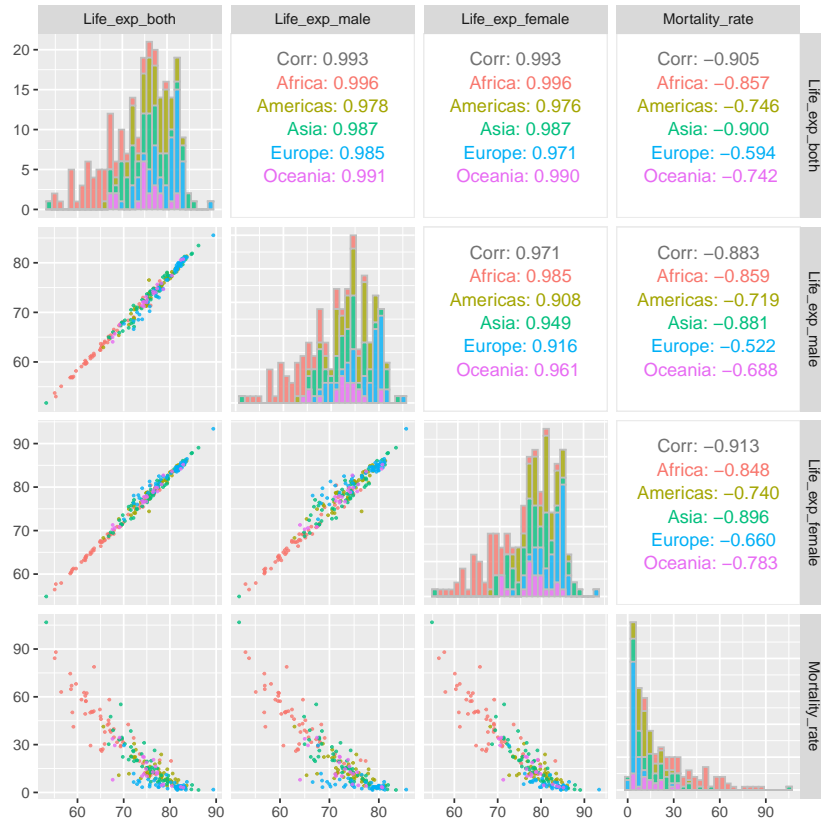 Life_exp_both Life_exp_male Life_exp_female Mortality_rate
20
15
10
5
0
Corr: 0.993
Africa: 0.996
Americas: 0.978
Asia: 0.987
Europe: 0.985
Oceania: 0.991
Corr: 0.993
Africa: 0.996
Americas: 0.976
Asia: 0.987
Europe: 0.971
Oceania: 0.990
Corr: −0.905
Africa: −0.857
Americas: −0.746
Asia: −0.900
Europe: −0.594
Oceania: −0.742
Life_exp_both
80
70
60
Corr: 0.971
Africa: 0.985
Americas: 0.908
Asia: 0.949
Europe: 0.916
Oceania: 0.961
Corr: −0.883
Africa: −0.859
Americas: −0.719
Asia: −0.881
Europe: −0.522
Oceania: −0.688
Life_exp_male
90
80
70
60
Corr: −0.913
Africa: −0.848
Americas: −0.740
Asia: −0.896
Europe: −0.660
Oceania: −0.783
Life_exp_female
90
60
30
0
Mortality_rate
60 70 80 90 60 70 80 60 70 80 90 0 30 60 90